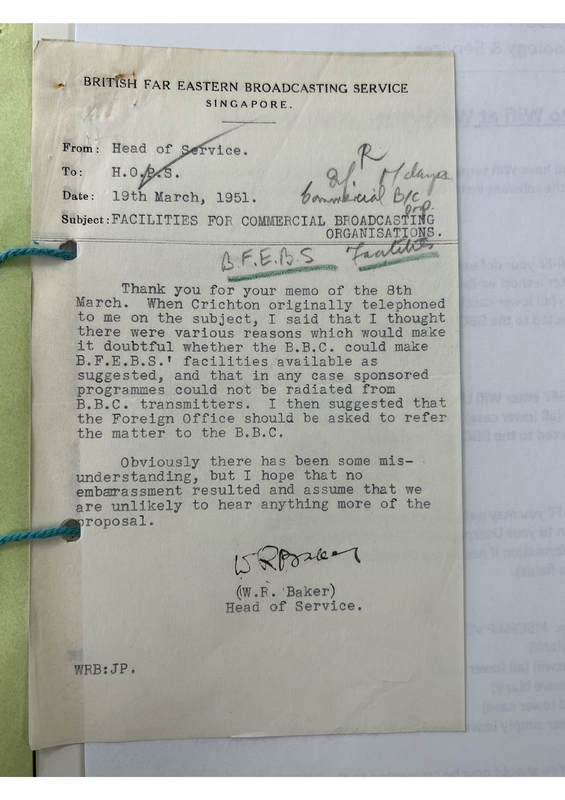 BRITISH FAR EASTERN BROADCASTING SERVICE
SINGAPORE.
From: Head of Service.
To: H.O.P.S.
Date: 19th March, 1951.
Subject: FACILITIES FOR COMMERCIAL BROADCASTING
ORGANISATIONS.
R
Malaya
Commercial B/C
B.F.E.B.S Facilities
Thank you for your memo of the 8th
March. When Crichton originally telephoned
to me on the subject, I said that I thought
there were various reasons which would make
it doubtful whether the B.B.C. could make
B.F.E.B.S.' facilities available as
suggested, and that in any case sponsored
programmes could not be radiated from
B.B.C. transmitters. I then suggested that
the Foreign Office should be asked to refer
the matter to the B.B.C.
Obviously there has been some mis-
understanding, but I hope that no
embarassment resulted and assume that we
are unlikely to hear anything more of the
proposal.
W R Baker
(W.R. Baker)
Head of Service.
WRB:JP.